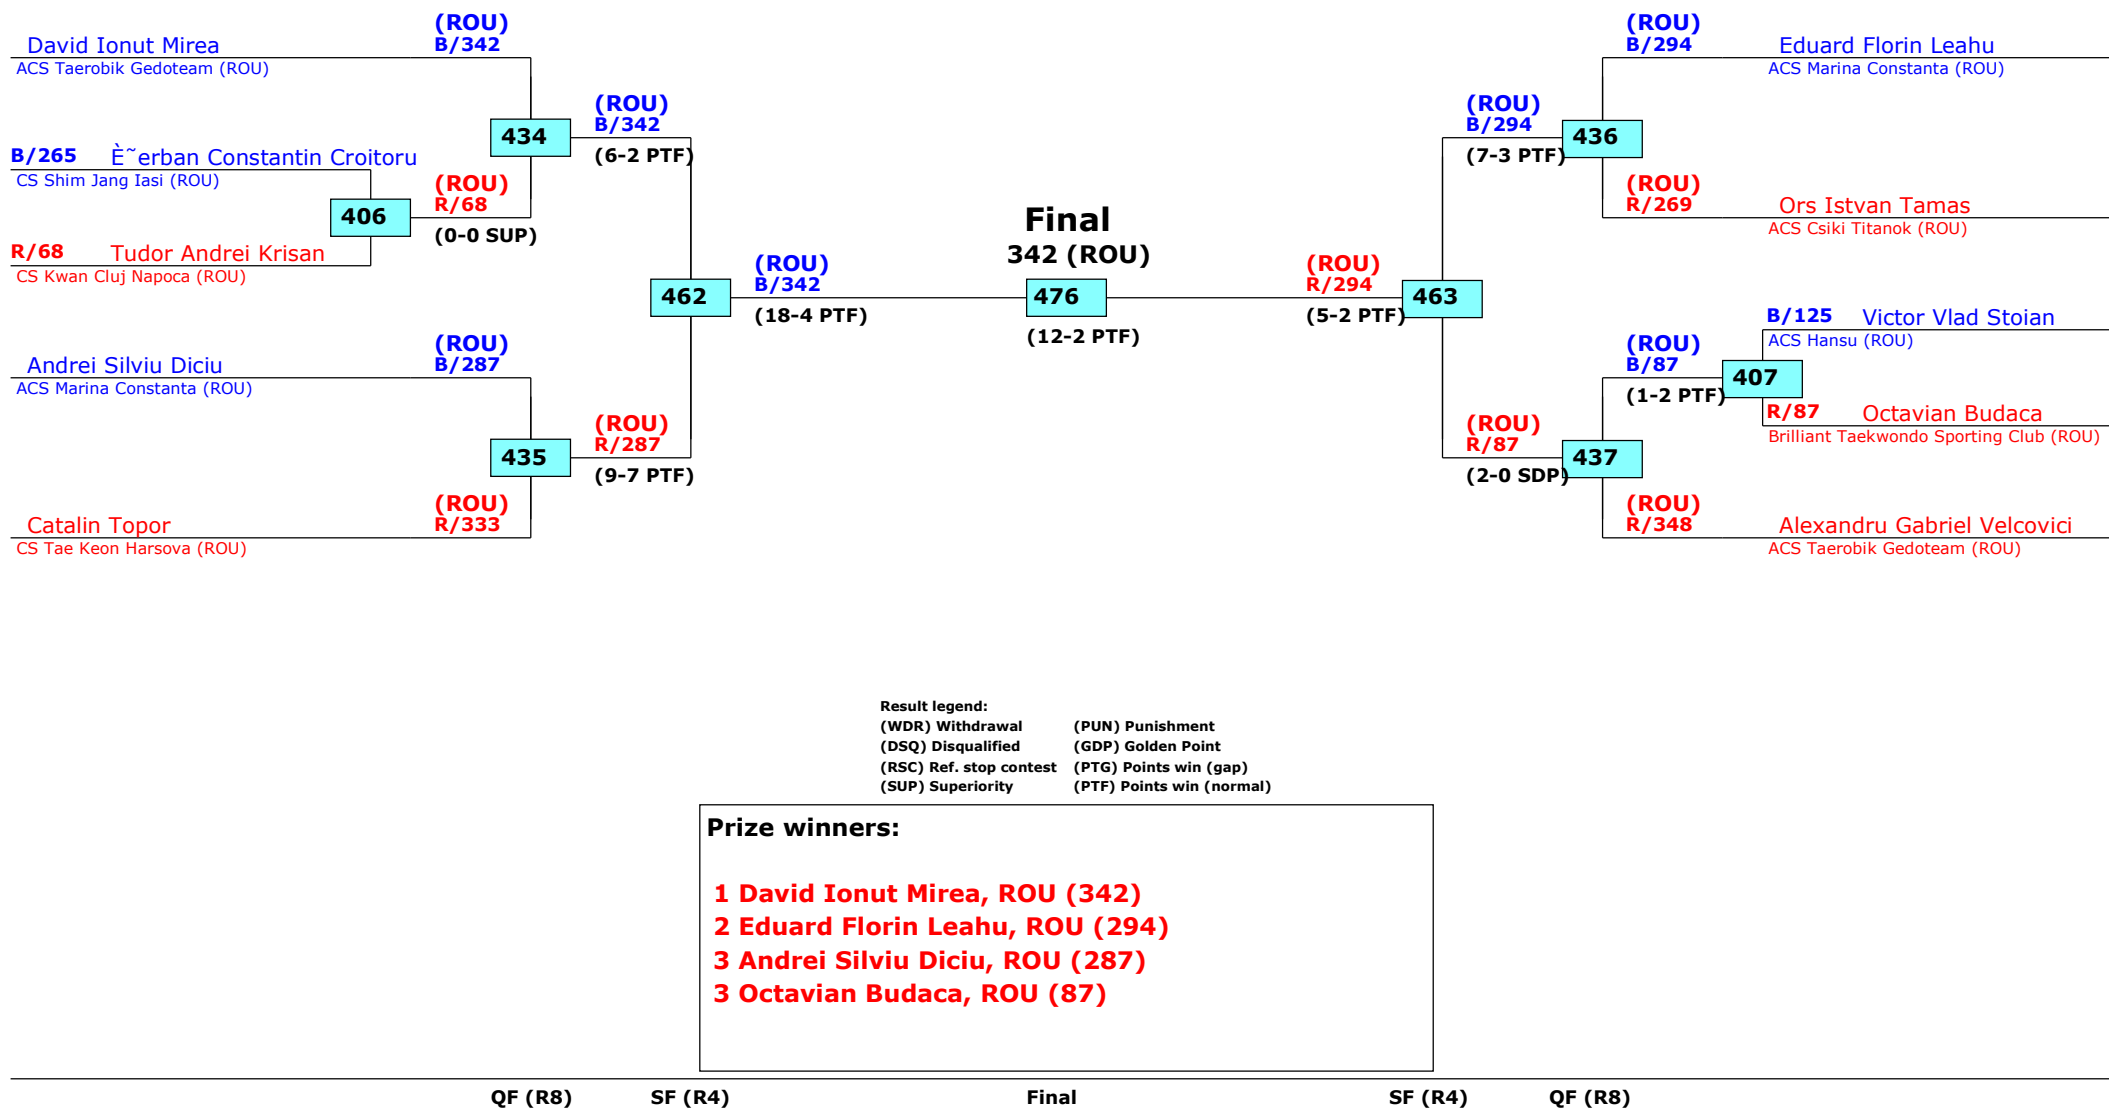 (ROU)
B/342
David Ionut Mirea
ACS Taerobik Gedoteam (ROU)
434
(ROU)
B/342
(6-2 PTF)
B/265 È˜erban Constantin Croitoru
CS Shim Jang Iasi (ROU)
406
(ROU)
R/68
(0-0 SUP)
R/68 Tudor Andrei Krisan
CS Kwan Cluj Napoca (ROU)
462
(ROU)
B/342
(18-4 PTF)
(ROU)
B/287
Andrei Silviu Diciu
ACS Marina Constanta (ROU)
435
(ROU)
R/287
(9-7 PTF)
(ROU)
R/333
Catalin Topor
CS Tae Keon Harsova (ROU)
Final
342 (ROU)
476
(12-2 PTF)
(ROU)
B/294
Eduard Florin Leahu
ACS Marina Constanta (ROU)
(ROU)
B/294
(7-3 PTF)
436
(ROU)
R/269
Ors Istvan Tamas
ACS Csiki Titanok (ROU)
(ROU)
R/294
(5-2 PTF)
463
B/125 Victor Vlad Stoian
ACS Hansu (ROU)
(ROU)
B/87
(1-2 PTF)
407
R/87 Octavian Budaca
Brilliant Taekwondo Sporting Club (ROU)
(ROU)
R/87
(2-0 SDP)
437
(ROU)
R/348
Alexandru Gabriel Velcovici
ACS Taerobik Gedoteam (ROU)
Result legend:
(WDR) Withdrawal (PUN) Punishment
(DSQ) Disqualified (GDP) Golden Point
(RSC) Ref. stop contest (PTG) Points win (gap)
(SUP) Superiority (PTF) Points win (normal)
Prize winners:
1 David Ionut Mirea, ROU (342)
2 Eduard Florin Leahu, ROU (294)
3 Andrei Silviu Diciu, ROU (287)
3 Octavian Budaca, ROU (87)
QF (R8) SF (R4) Final SF (R4) QF (R8)